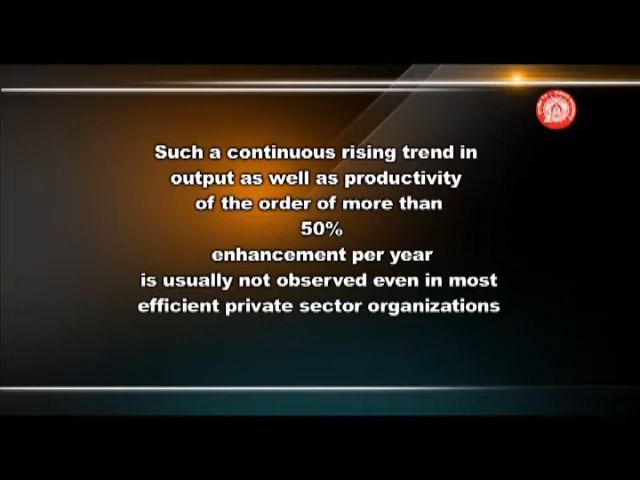 Such a continuous rising trend in
output as well as productivity
of the order of more than
50%
enhancement per year
is usually not observed even in most
efficient private sector organizations